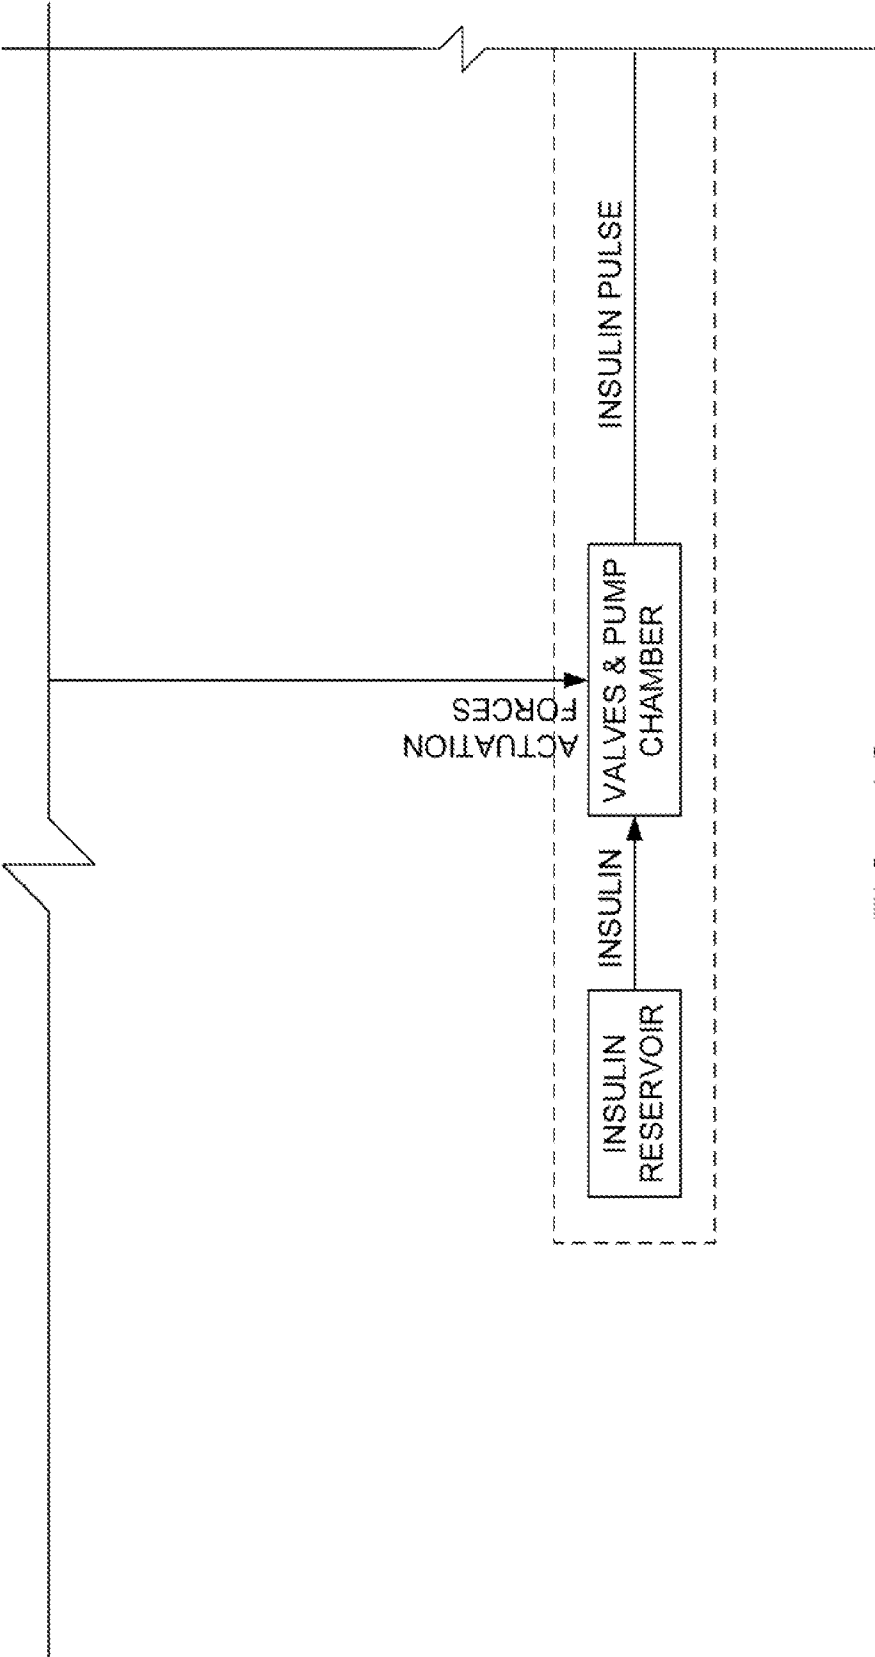 INSULIN
RESERVOIR
INSULIN
VALVES & PUMP
CHAMBER
ACTUATION
FORCES
INSULIN PULSE